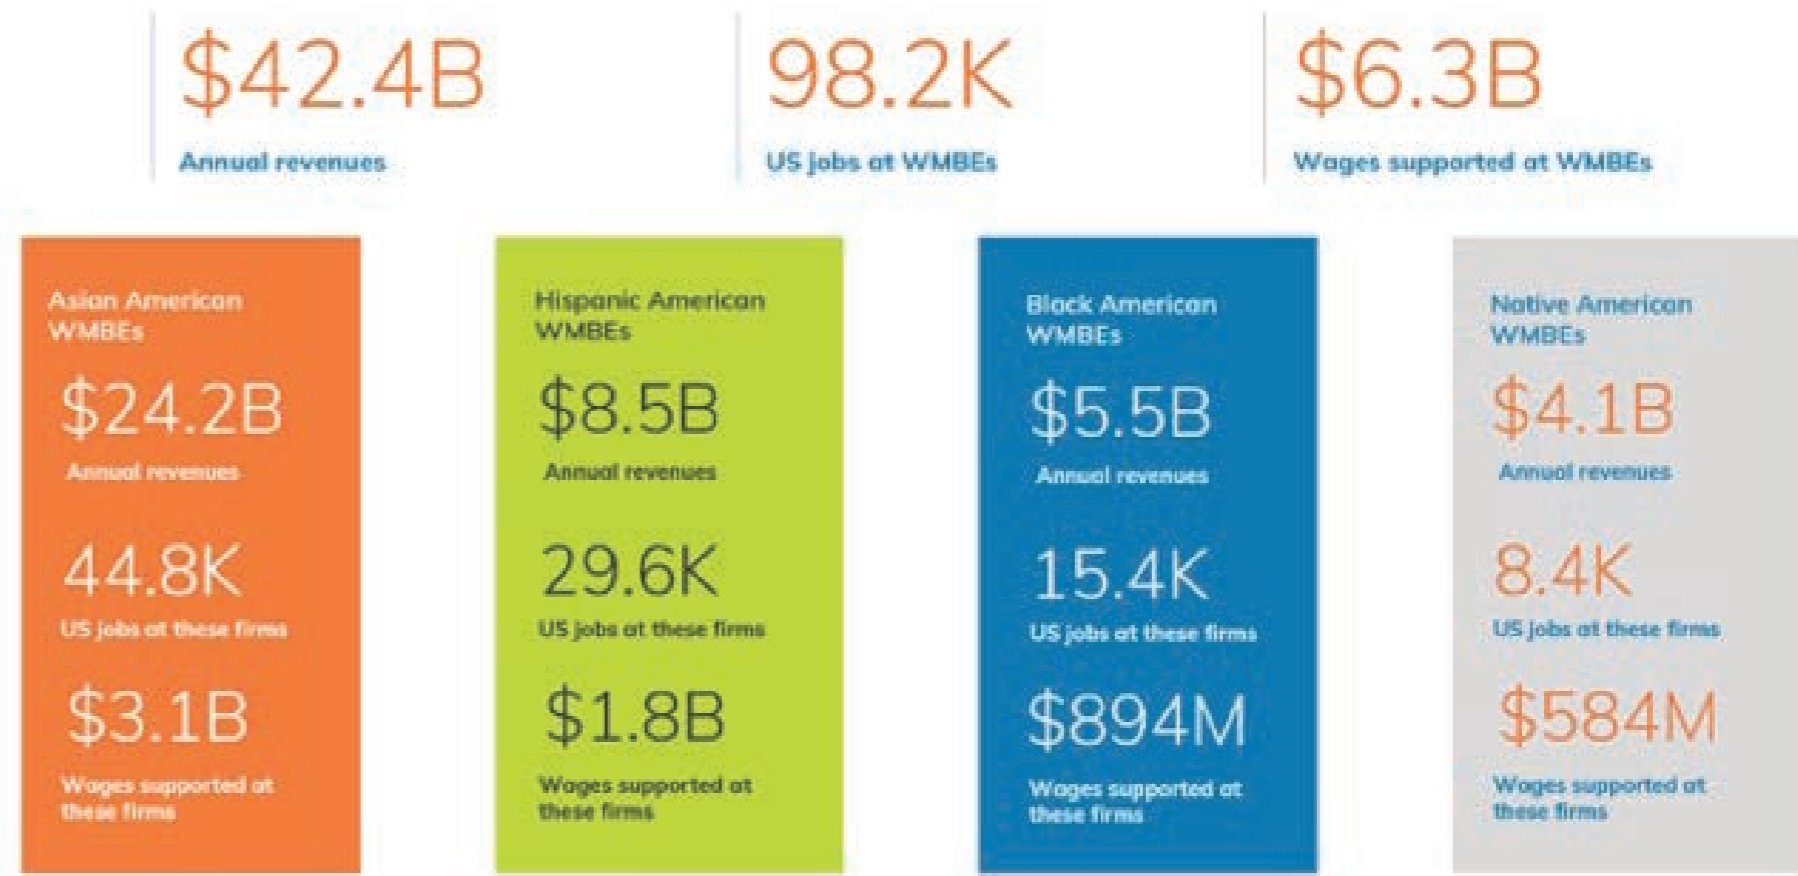 $42.4B
Annual revenues
98.2K
US jobs at WMBEs
$6.3B
Wages supported at WMBEs
Asian American
WMBEs
$24.2B
Annual revenues
44.8K
US jobs at these firms
$3.1B
Wages supported at
these firms
Hispanic American
WMBEs
$8.5B
Annual revenues
29.6K
US jobs at these firms
$1.8B
Wages supported at
these firms
Black American
WMBEs
$5.5B
Annual revenues
15.4K
US jobs at these firms
$894M
Wages supported at
these firms
Native American
WMBEs
$4.1B
Annual revenues
8.4K
US jobs at these firms
$584M
Wages supported at
these firms